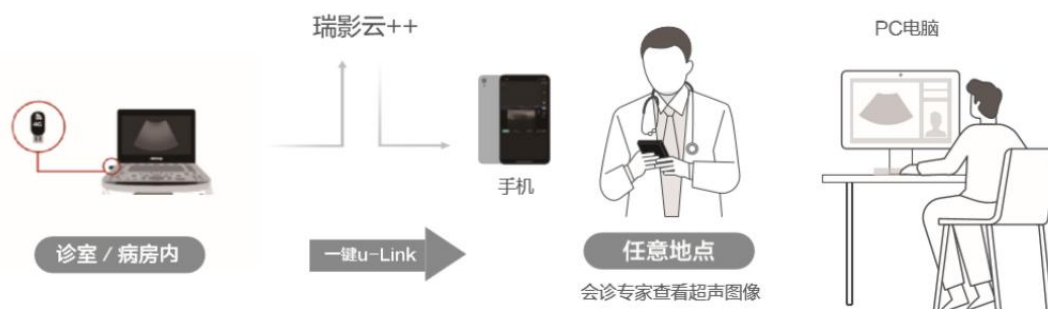 瑞影云++
PC电脑
4G
手机
诊室 / 病房内
一键u-Link
任意地点
会诊专家查看超声图像